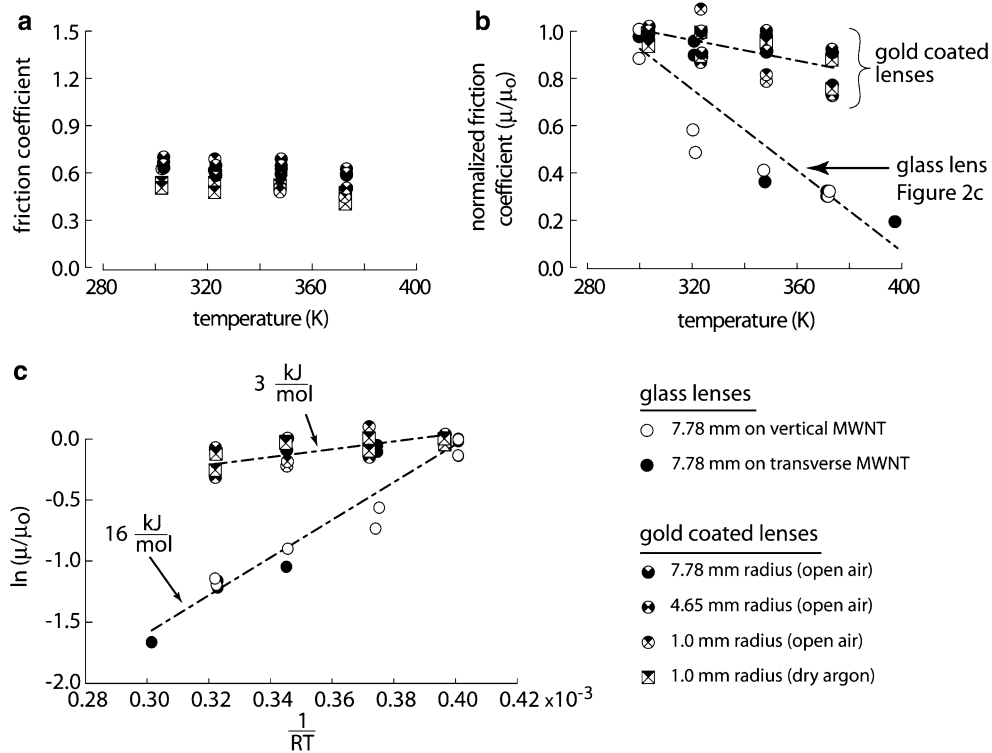 a
1.5
1.2
0.9
0.6
0.3
0.0
friction coefficient
280
320
360
400
temperature (K)
b
1.0
0.8
0.6
0.4
0.2
0.0
normalized friction
coefficient (μ/μo)
280
320
360
400
temperature (K)
gold coated
lenses
glass lens
Figure 2c
c
3 kJ
mol
16 kJ
mol
0.0
-0.5
-1.0
-1.5
-2.0
ln (μ/μo)
0.28
0.30
0.32
0.34
0.36
0.38
0.40
0.42 x10-3
1
RT
glass lenses
7.78 mm on vertical MWNT
7.78 mm on transverse MWNT
gold coated lenses
7.78 mm radius (open air)
4.65 mm radius (open air)
1.0 mm radius (open air)
1.0 mm radius (dry argon)